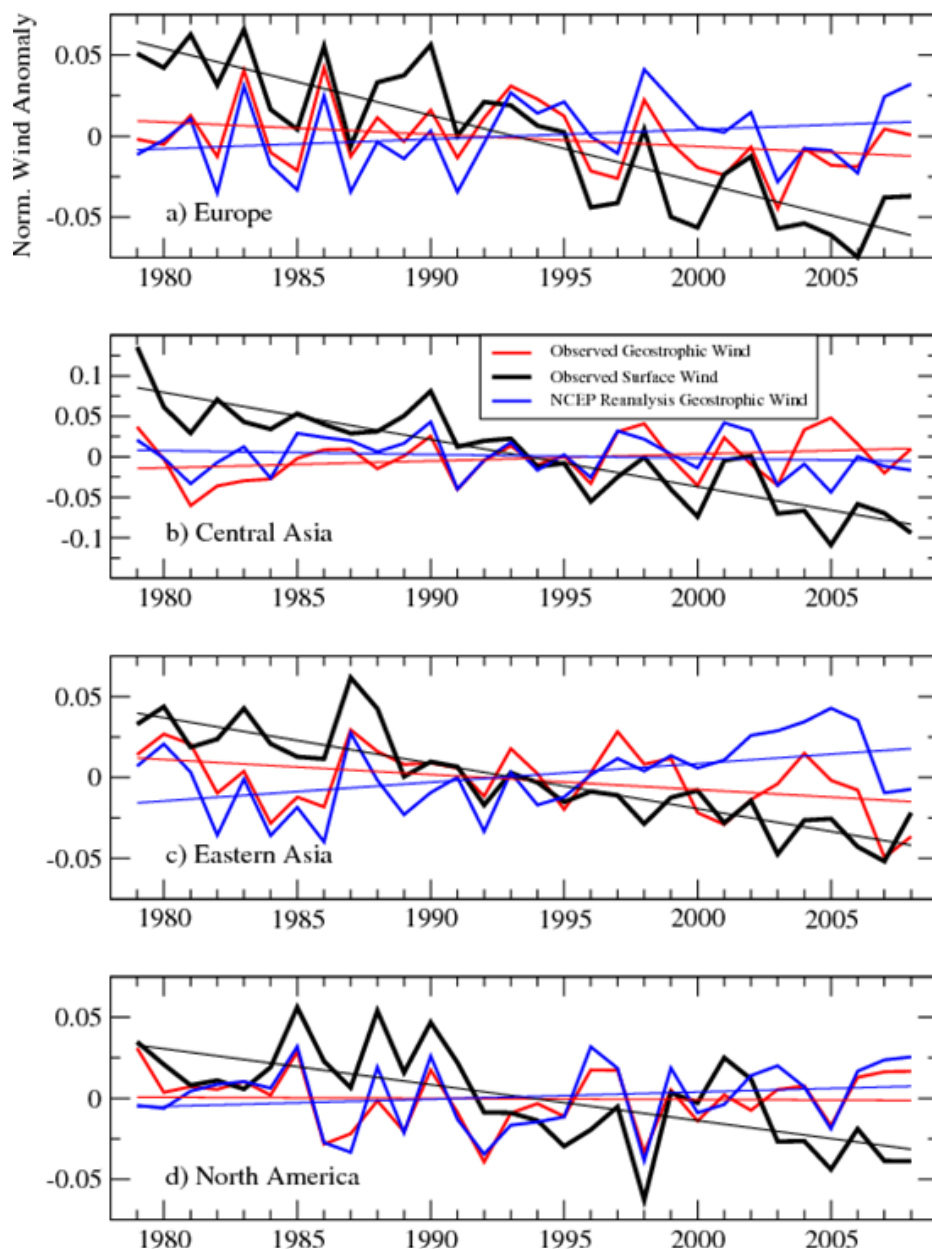 Norm. Wind Anomaly
0.05
0
-0.05
a) Europe
1980 1985 1990 1995 2000 2005
0.1
0.05
0
-0.05
-0.1
Observed Geostrophic Wind
Observed Surface Wind
NCEP Reanalysis Geostrophic Wind
b) Central Asia
1980 1985 1990 1995 2000 2005
0.05
0
-0.05
c) Eastern Asia
1980 1985 1990 1995 2000 2005
0.05
0
-0.05
d) North America
1980 1985 1990 1995 2000 2005